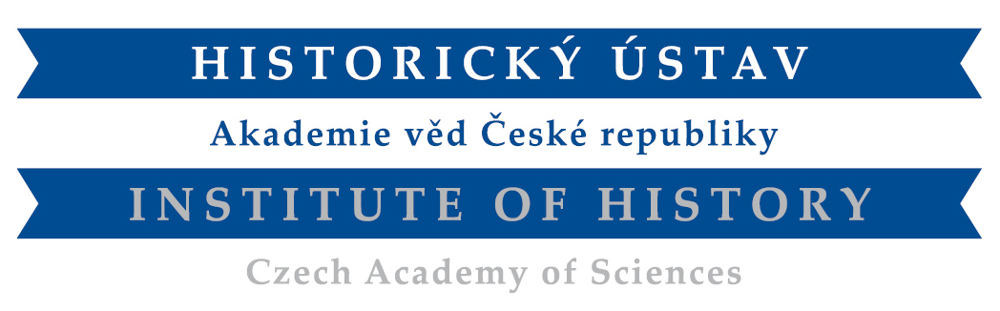 HISTORICKÝ ÚSTAV
Akademie věd České republiky
INSTITUTE OF HISTORY
Czech Academy of Sciences